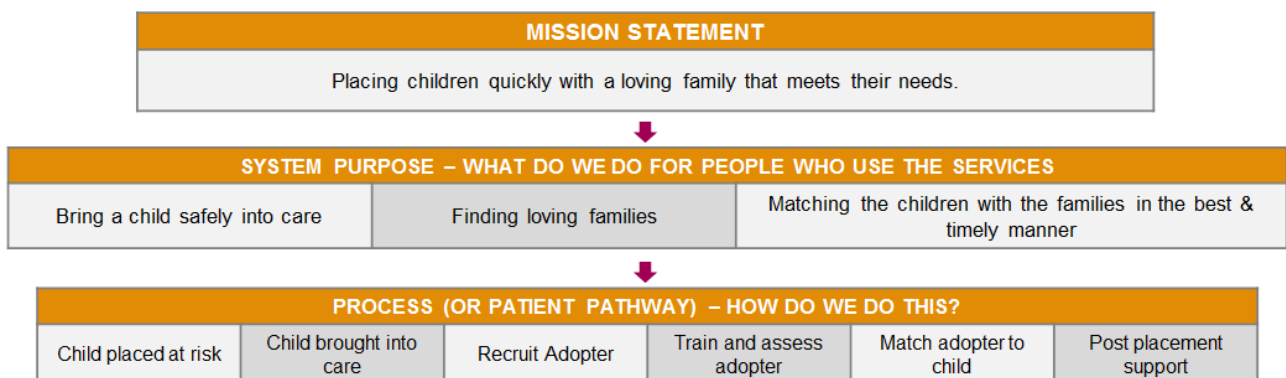 MISSION STATEMENT
Placing children quickly with a loving family that meets their needs.
SYSTEM PURPOSE – WHAT DO WE DO FOR PEOPLE WHO USE THE SERVICES
Bring a child safely into care
Finding loving families
Matching the children with the families in the best &
timely manner
PROCESS (OR PATIENT PATHWAY) – HOW DO WE DO THIS?
Child placed at risk
Child brought into
care
Recruit Adopter
Train and assess
adopter
Match adopter to
child
Post placement
support